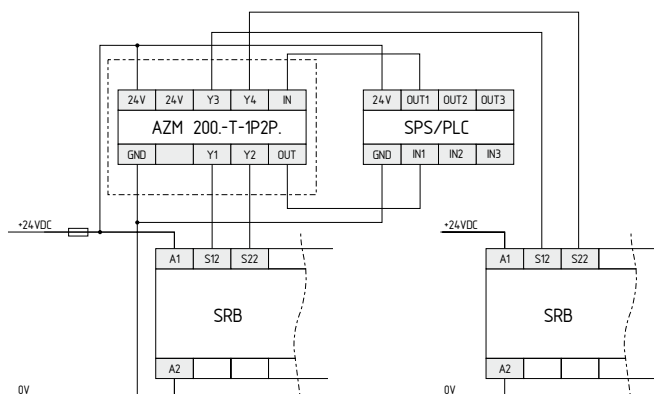 24V 24V Y3 Y4 IN
24V OUT1 OUT2 OUT3
AZM 200.-T-1P2P.
SPS/PLC
GND Y1 Y2 OUT
GND IN1 IN2 IN3
+24VDC
+24VDC
A1 S12 S22
A1 S12 S22
SRB
SRB
A2
A2
0V
0V